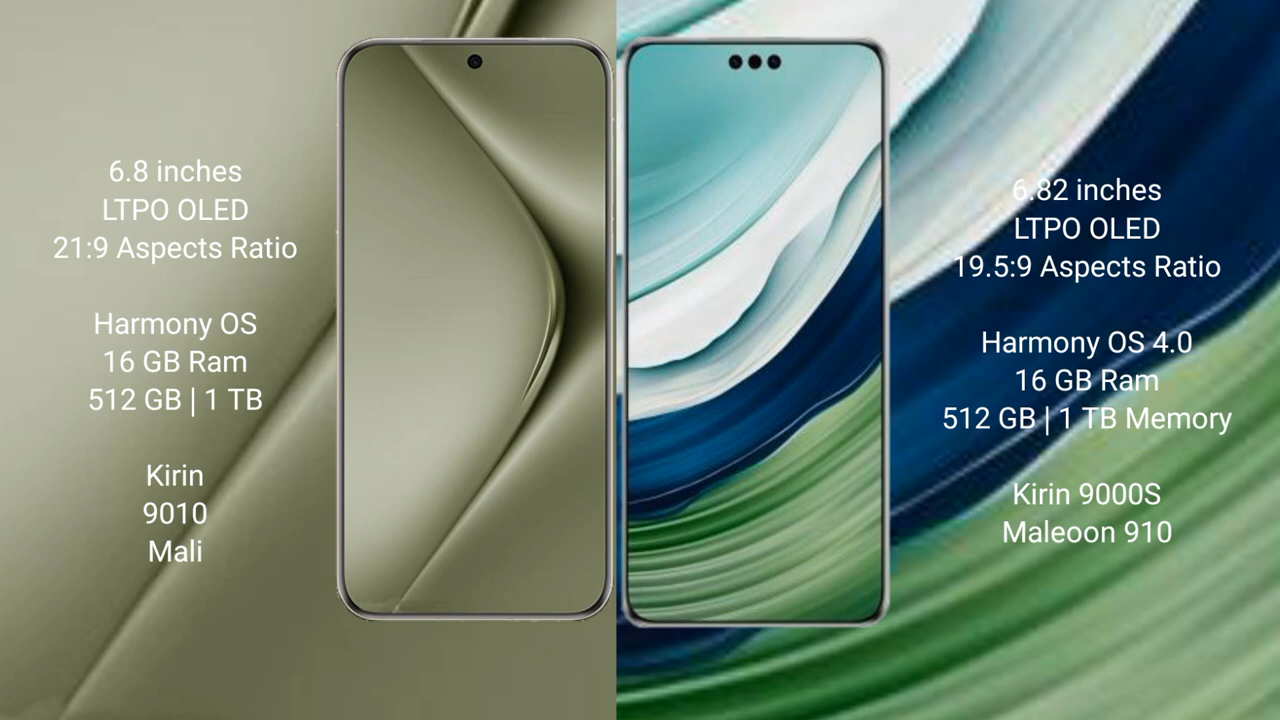 6.8 inches
LTPO OLED
21:9 Aspects Ratio
Harmony OS
16 GB Ram
512 GB | 1 TB
Kirin
9010
Mali
6.82 inches
LTPO OLED
19.5:9 Aspects Ratio
Harmony OS 4.0
16 GB Ram
512 GB | 1 TB Memory
Kirin 9000S
Maleoon 910